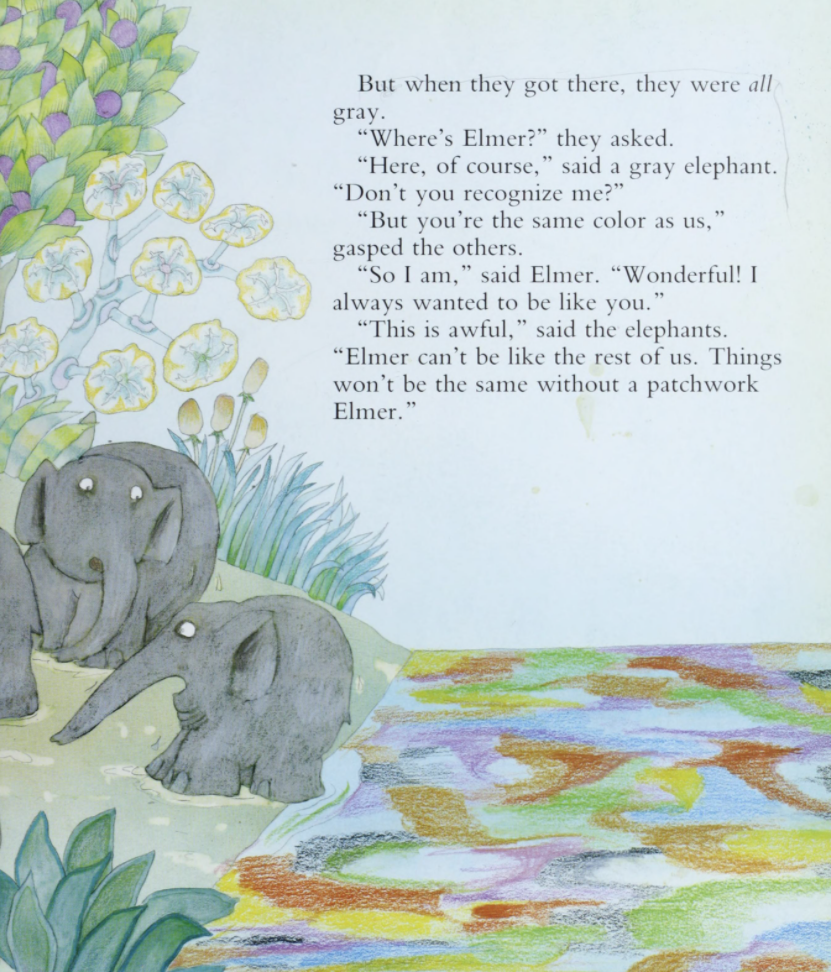 But when they got there, they were all
gray.
“Where’s Elmer?” they asked.
“Here, of course,” said a gray elephant.
“Don’t you recognize me?”
“But you’re the same color as us,”
gasped the others.
“So I am,” said Elmer. “Wonderful! I
always wanted to be like you.”
“This is awful,” said the elephants.
“Elmer can’t be like the rest of us. Things
won’t be the same without a patchwork
Elmer.”